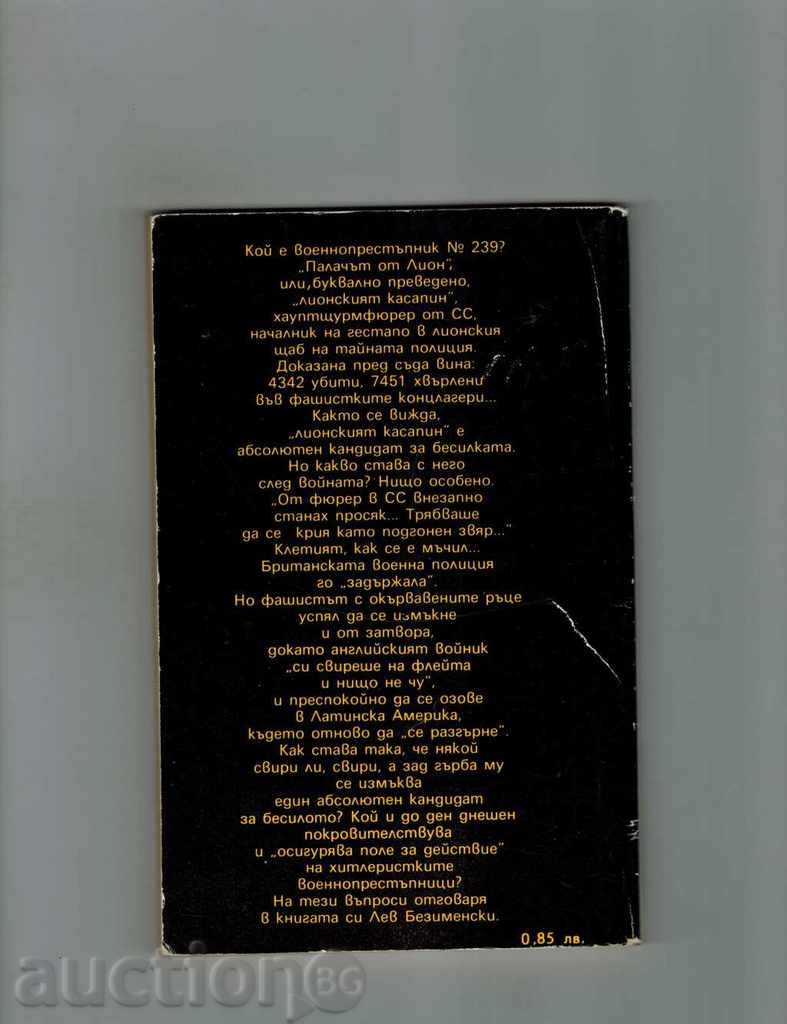 Кой е военнопрестъпник № 239?
„Палачът от Лион“,
или, буквално преведено,
„лионският касапин“,
хауптщурмфюрер от СС,
началник на гестапо в лионския
щаб на тайната полиция.
Доказана пред съда вина:
4342 убити, 7451 хвърлени
във фашистките концлагери...
Както се вижда,
„лионският касапин“ е
абсолютен кандидат за бесилката.
Но какво става с него
след войната? Нищо особено.
„От фюрер в СС внезапно
станах просяк... Трябваше
да се крия като подгонен звяр...“
Клетият, как се е мъчил...
Британската военна полиция
го „задържала“.
Но фашистът с окървавените ръце
успял да се измъкне
и от затвора,
докато английският войник
„си свиреше на флейта
и нищо не чу“,
и преспокойно да се озове
в Латинска Америка,
където отново да „се разгърне“.
Как става така, че някой
свири ли, свири, а зад гърба му
се измъква
един абсолютен кандидат
за бесилото? Кой и до ден днешен
покровителствува
и „осигурява поле за действие“
на хитлеристките
военнопрестъпници?
На тези въпроси отговаря
в книгата си Лев Безименски.
0,85 лв.
auction BG